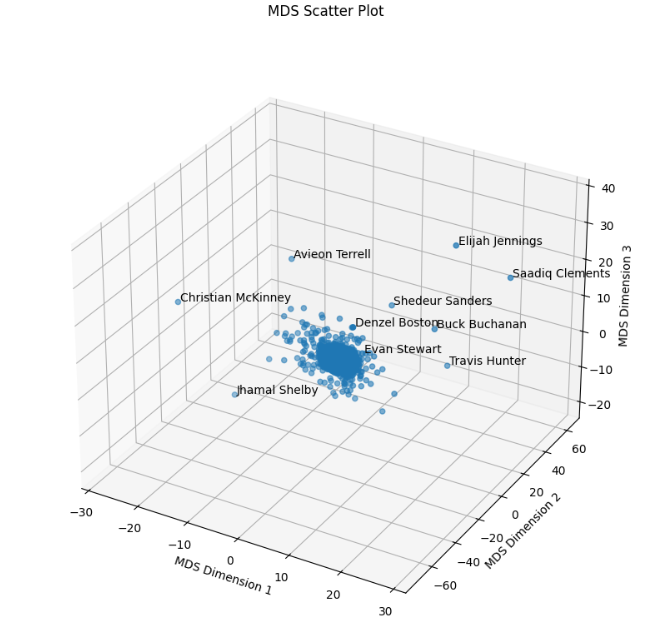 MDS Scatter Plot
Elijah Jennings
Avieon Terrell
Saadiq Clements
Christian McKinney
Shedeur Sanders
Denzel Boston
Buck Buchanan
Evan Stewart
Travis Hunter
Jhamal Shelby
40
30
20
10
0
−10
−20
MDS Dimension 3
60
40
20
0
−20
−40
−60
MDS Dimension 2
−30
−20
−10
0
10
20
30
MDS Dimension 1